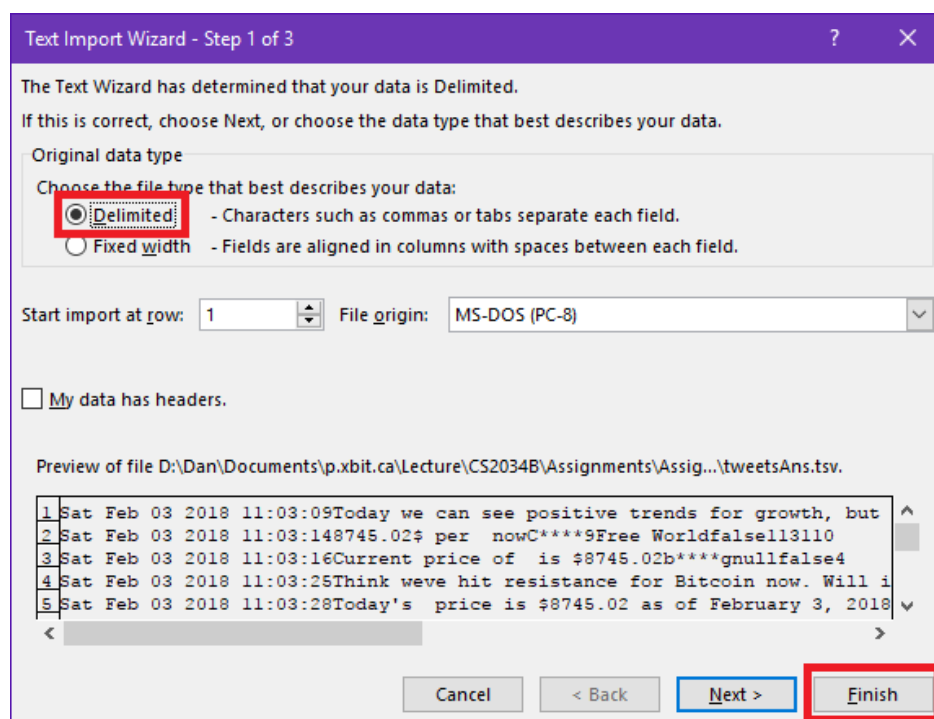 Text Import Wizard - Step 1 of 3 ?
The Text Wizard has determined that your data is Delimited.
If this is correct, choose Next, or choose the data type that best describes your data.
Original data type
Choose the file type that best describes your data:
Delimited - Characters such as commas or tabs separate each field.
Fixed width - Fields are aligned in columns with spaces between each field.
Start import at row: 1 File origin: MS-DOS (PC-8)
My data has headers.
Preview of file D:\Dan\Documents\p.xbit.ca\Lecture\CS2034B\Assignments\Assig...\tweetsAns.tsv.
1 Sat Feb 03 2018 11:03:09Today we can see positive trends for growth, but
2 Sat Feb 03 2018 11:03:148745.02$ per  nowC****9Free Worldfalse113110
3 Sat Feb 03 2018 11:03:16Current price of  is $8745.02b****gnullfalse4
4 Sat Feb 03 2018 11:03:25Think weve hit resistance for Bitcoin now. Will i
5 Sat Feb 03 2018 11:03:28Today's  price is $8745.02 as of February 3, 2018
Cancel < Back Next > Finish